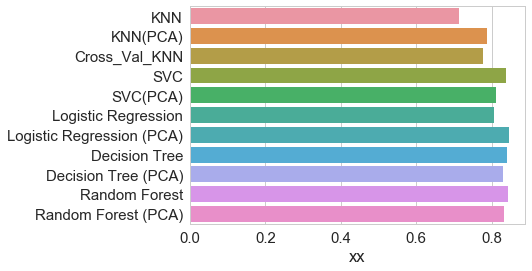 KNN
KNN(PCA)
Cross_Val_KNN
SVC
SVC(PCA)
Logistic Regression
Logistic Regression (PCA)
Decision Tree
Decision Tree (PCA)
Random Forest
Random Forest (PCA)
0.0 0.2 0.4 0.6 0.8
xx